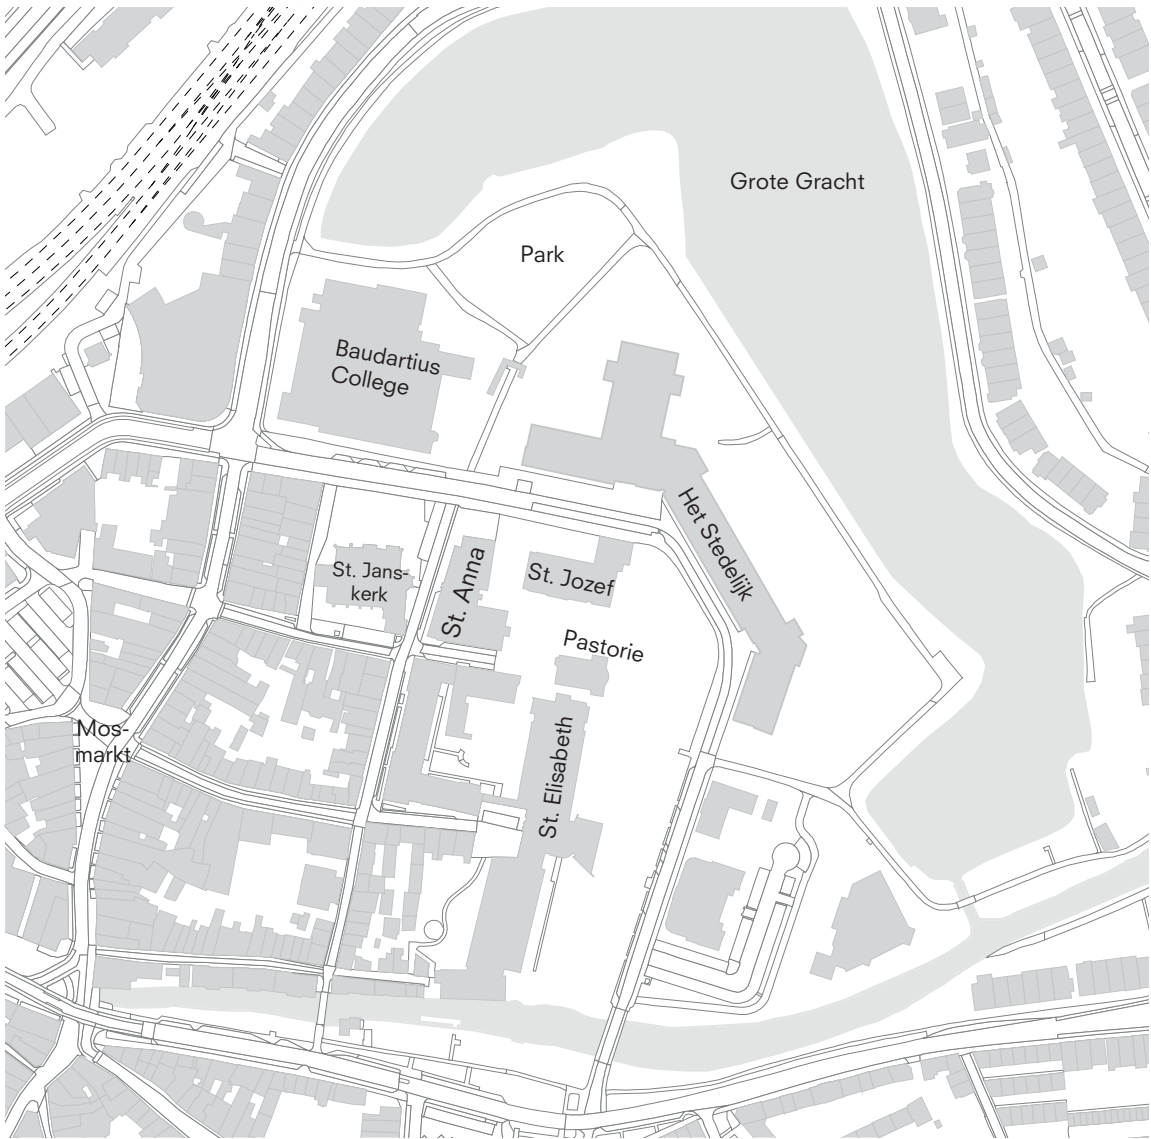 Grote Gracht
Park
Baudartius
College
Het Stedelijk
St. Jans-
kerk
St. Anna
St. Jozef
Pastorie
Mos-
markt
St. Elisabeth